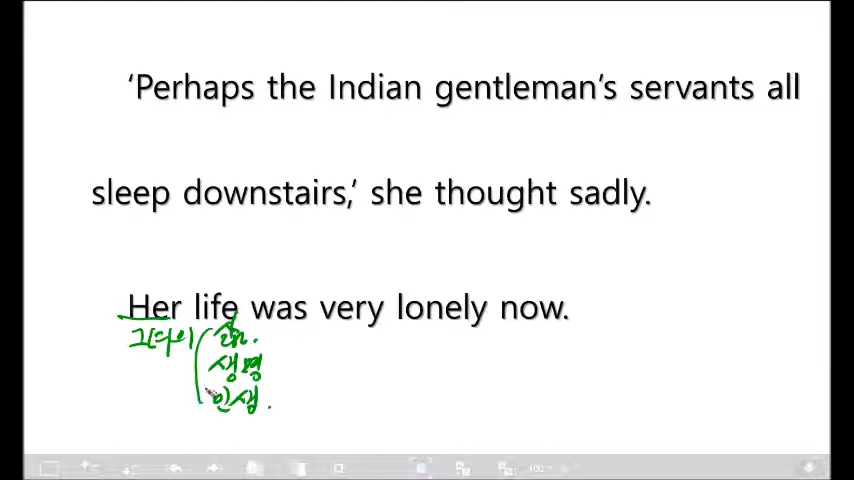 ‘Perhaps the Indian gentleman’s servants all
sleep downstairs,’ she thought sadly.
Her life was very lonely now.
그녀의 삶.
생명
인생.
100